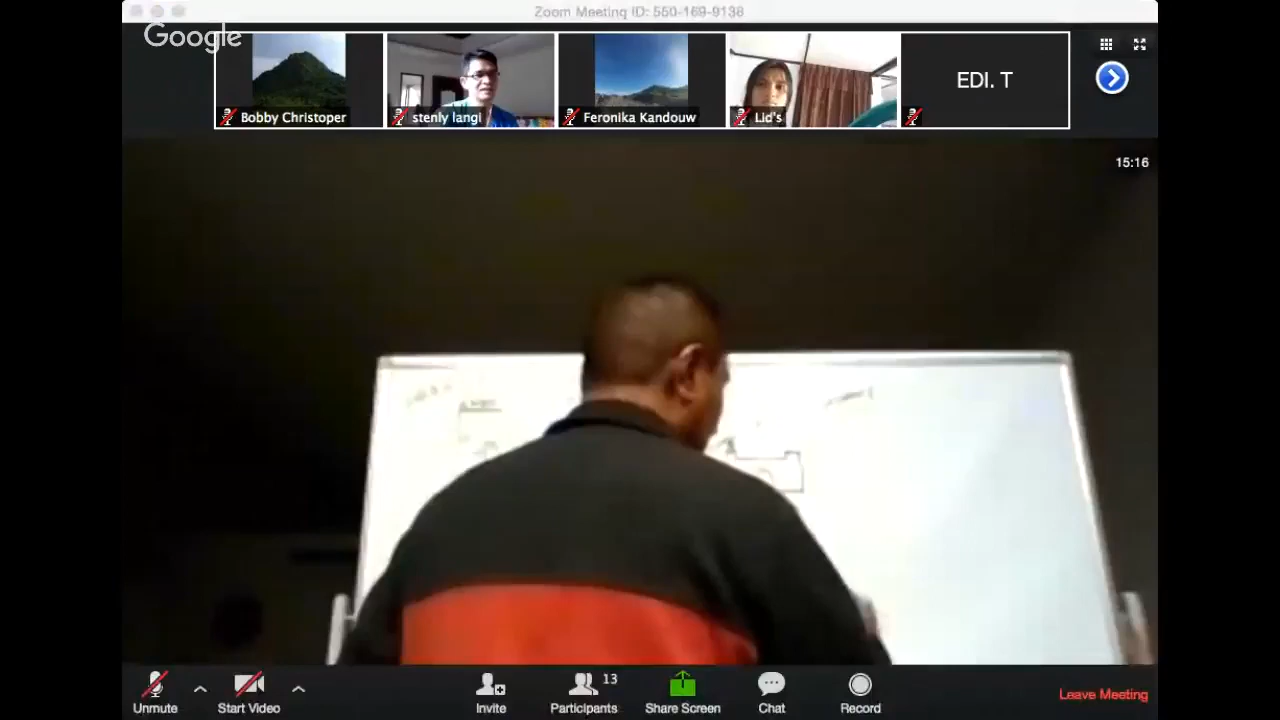 Zoom Meeting ID: 550-169-9138
Google
Bobby Christoper
stenly langi
Feronika Kandouw
Lid's
EDI. T
15:16
Unmute
Start Video
Invite
Participants 13
Share Screen
Chat
Record
Leave Meeting